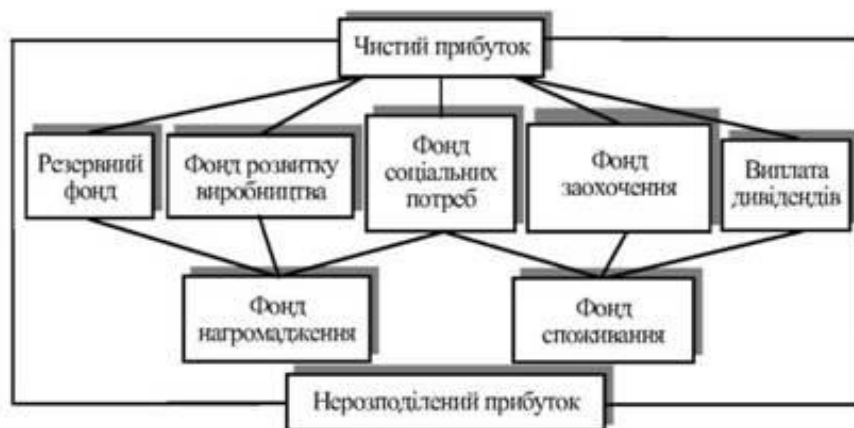 Чистий прибуток
Резервний
фонд
Фонд розвитку
виробництва
Фонд
соціальних
потреб
Фонд
заохочення
Виплата
дивідендів
Фонд
нагромадження
Фонд
споживання
Нерозподілений прибуток